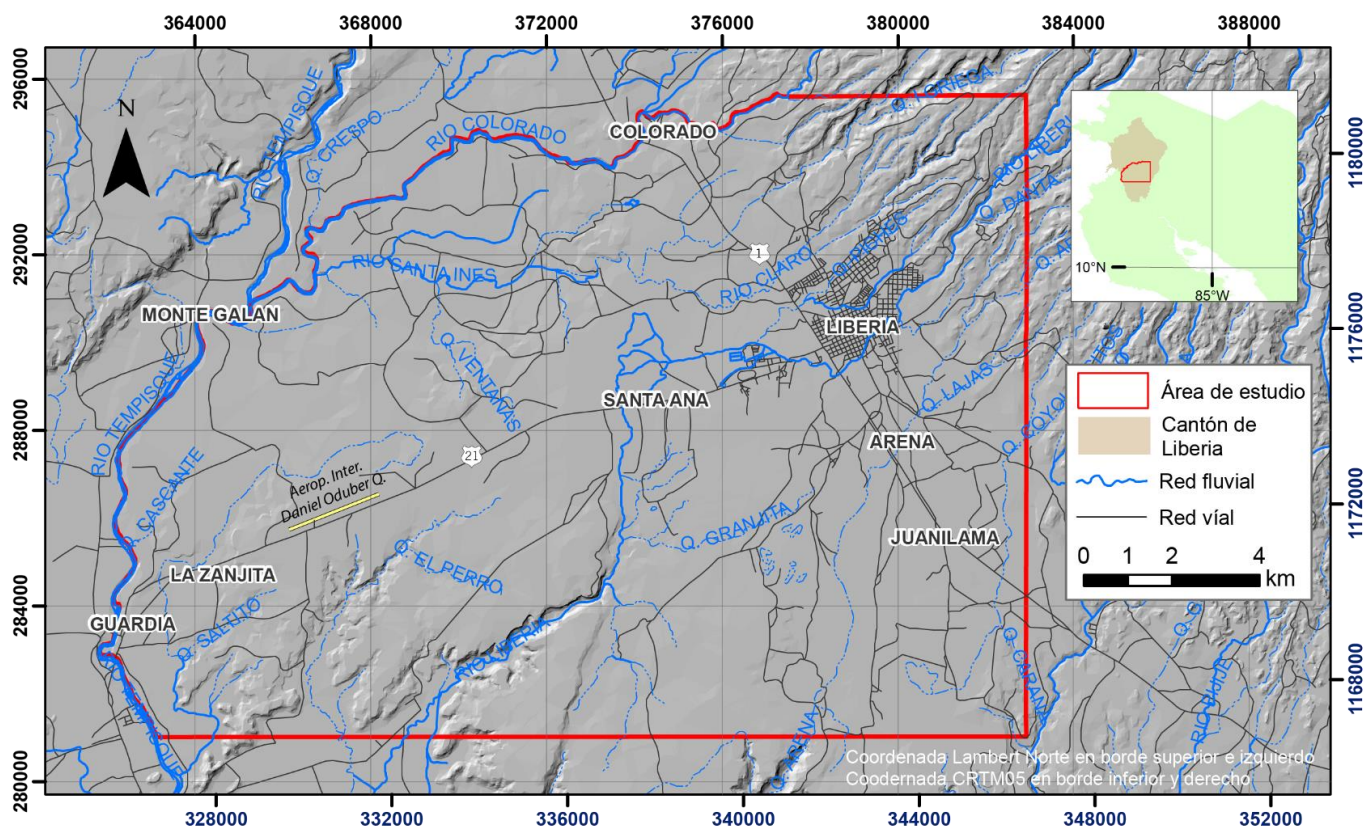 364000 368000 372000 376000 380000 384000 388000
296000
292000
288000
284000
280000
1180000
1176000
1172000
1168000
328000 332000 336000 340000 344000 348000 352000
N
RIO TEMPISQUE
Q. CRESPO
RIO COLORADO
COLORADO
RIO SANTA INES
MONTE GALAN
1
RIO CLARO
Q. PICHES
LIBERIA
Q. DANTA
10°N
85°W
Q. VENTANAS
SANTA ANA
Q. LAJAS
RIO TEMPISQUE
ARENA
Q. CASCANTE
21
Aerop. Inter.
Daniel Oduber Q.
Q. GRANJITA
JUANILAMA
LA ZANJITA
Q. EL PERRO
GUARDIA
Q. SALTITO
RIO LIBERIA
Q. ARENA
Área de estudio
Cantón de
Liberia
Red fluvial
Red víal
0 1 2 4
km
Coordenada Lambert Norte en borde superior e izquierdo
Coodernada CRTM05 en borde inferior y derecho